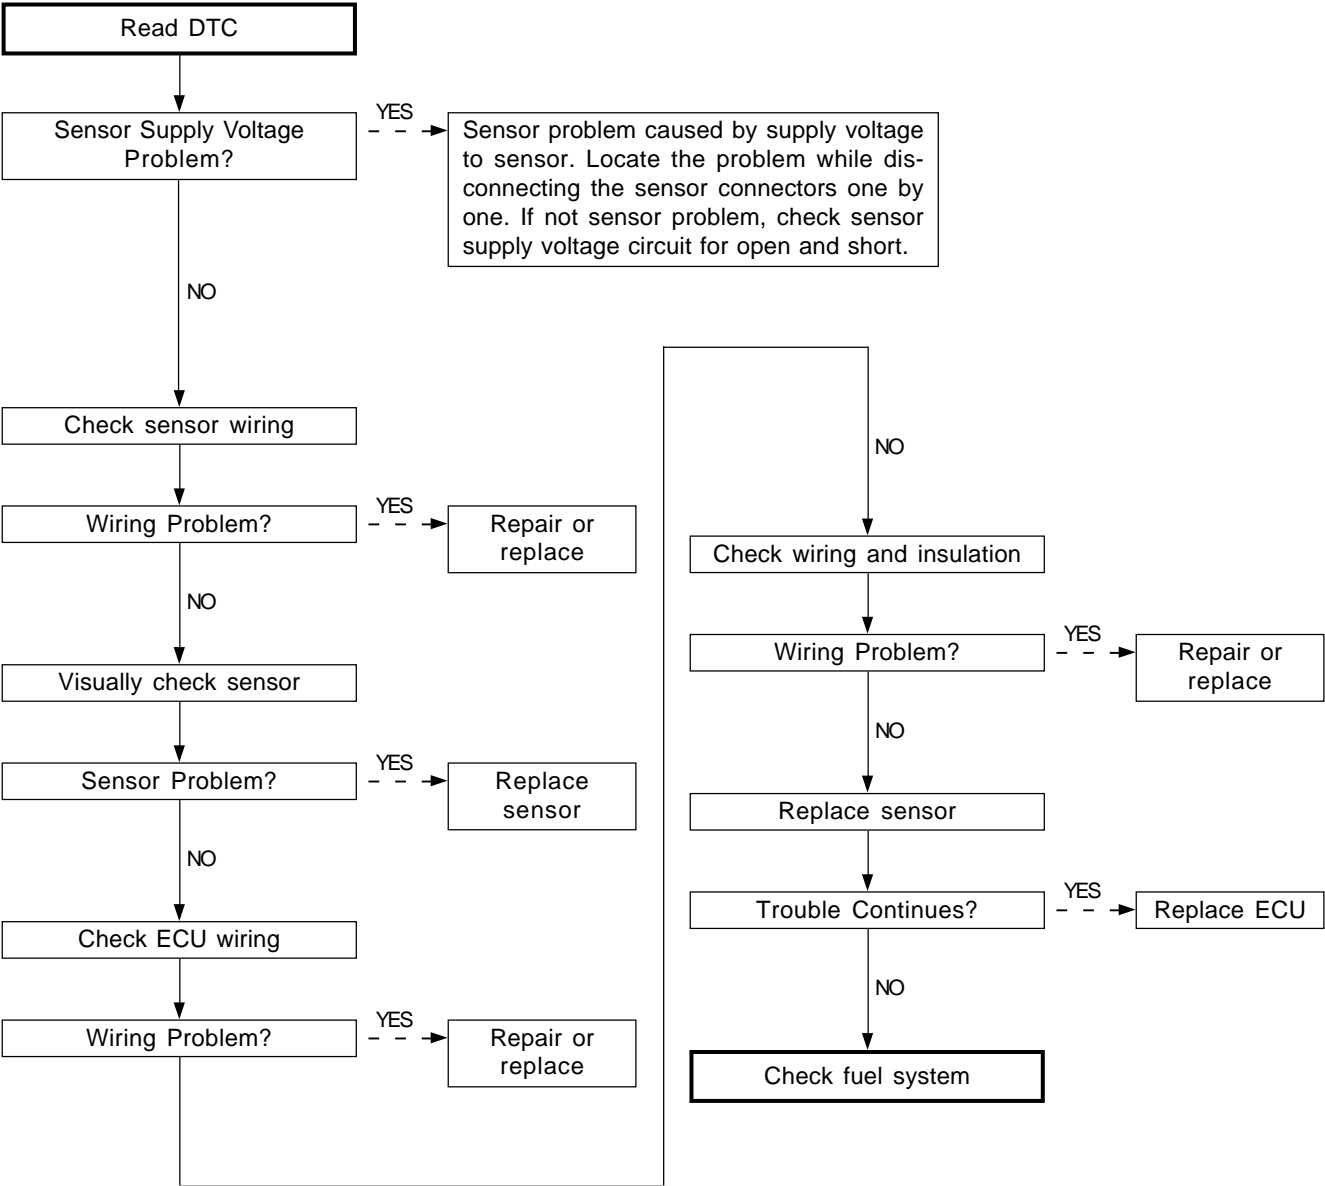 Read DTC
Sensor Supply Voltage
Problem?
YES
Sensor problem caused by supply voltage
to sensor. Locate the problem while dis-
connecting the sensor connectors one by
one. If not sensor problem, check sensor
supply voltage circuit for open and short.
NO
Check sensor wiring
Wiring Problem?
YES
Repair or
replace
NO
Visually check sensor
Sensor Problem?
YES
Replace
sensor
NO
Check ECU wiring
Wiring Problem?
YES
Repair or
replace
NO
Check wiring and insulation
Wiring Problem?
YES
Repair or
replace
NO
Replace sensor
Trouble Continues?
YES
Replace ECU
NO
Check fuel system